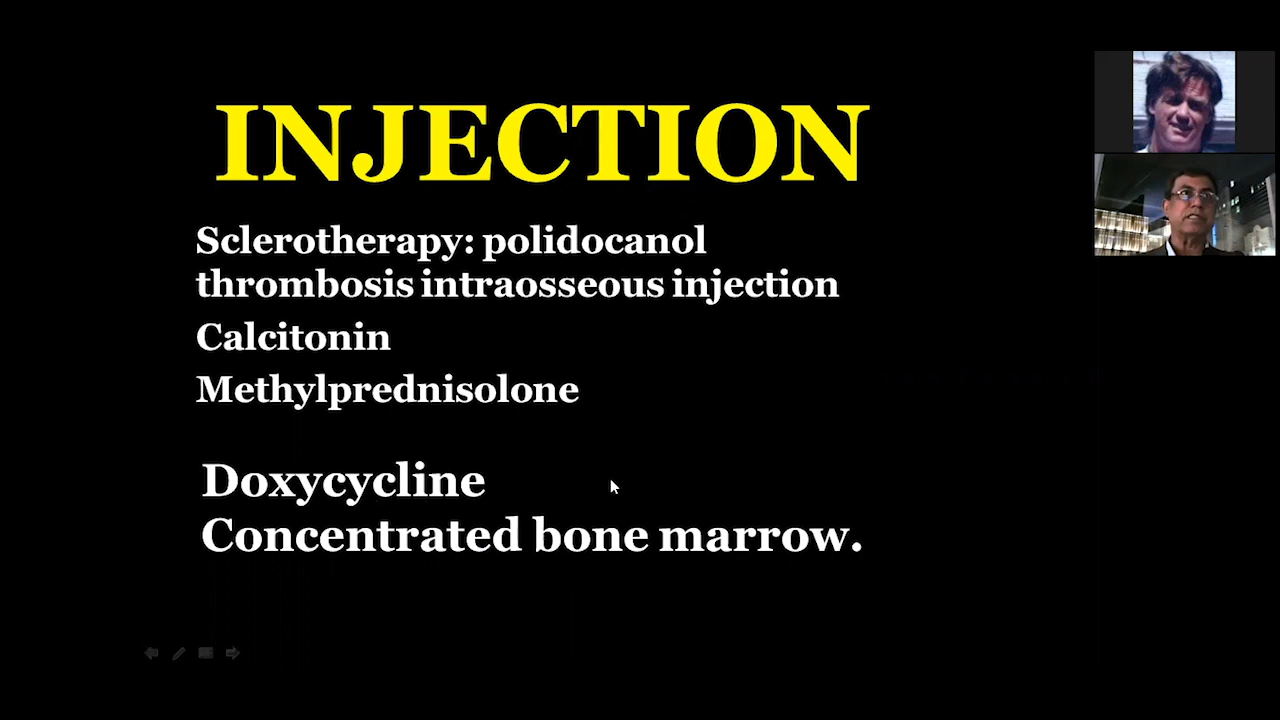 INJECTION
Sclerotherapy: polidocanol
thrombosis intraosseous injection
Calcitonin
Methylprednisolone
Doxycycline
Concentrated bone marrow.